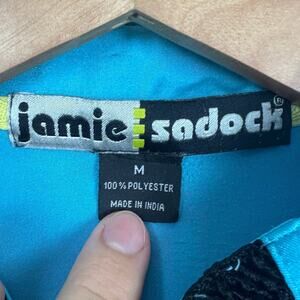 jamie sadock®
M
100% POLYESTER
MADE IN INDIA